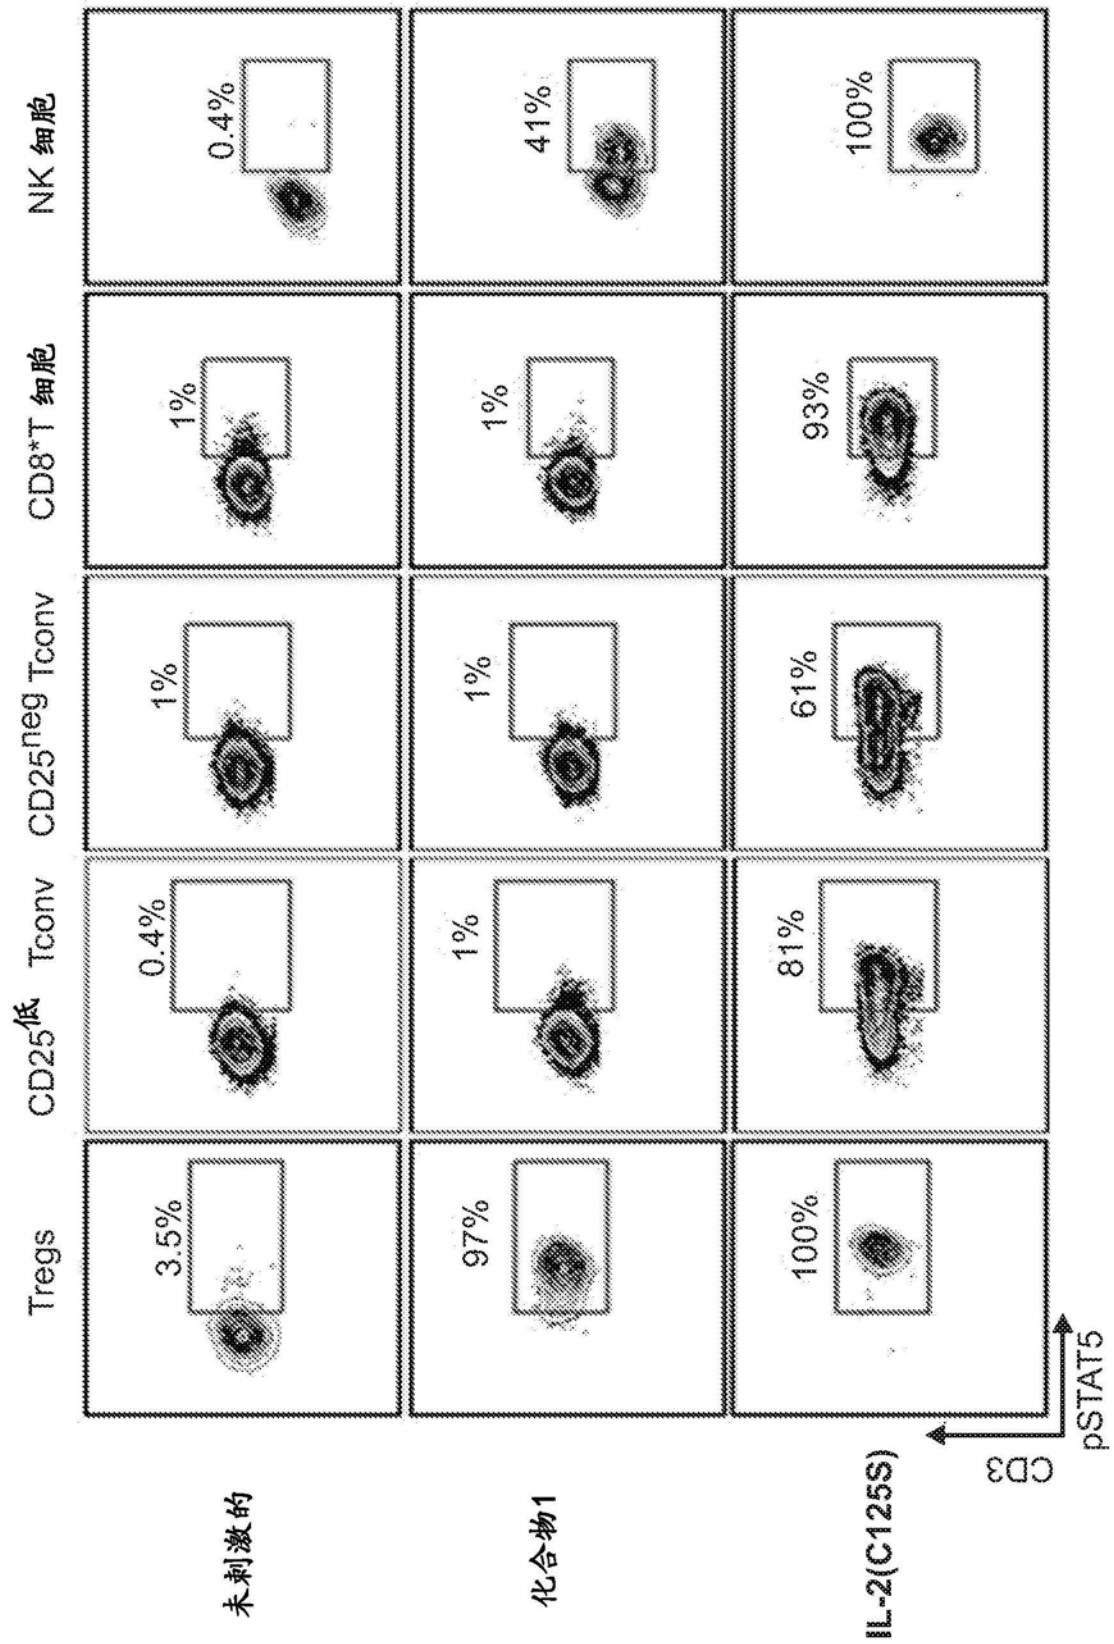 Tregs
CD25低 Tconv
CD25neg Tconv
CD8*T 细胞
NK 细胞
未刺激的
3.5%
0.4%
1%
1%
0.4%
化合物1
97%
1%
1%
1%
41%
IL-2(C125S)
100%
81%
61%
93%
100%
CD3
pSTAT5